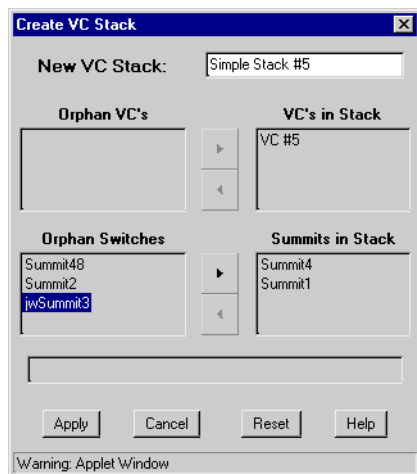 Create VC Stack
New VC Stack: Simple Stack #5
Orphan VC's
VC's in Stack
VC #5
Orphan Switches
Summit48
Summit2
jwSummit3
Summits in Stack
Summit4
Summit1
Apply Cancel Reset Help
Warning: Applet Window